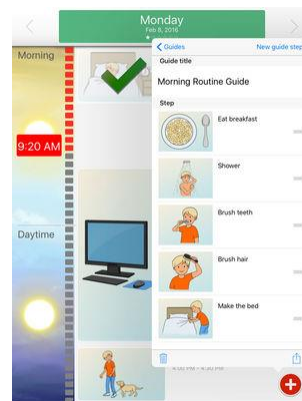 Monday
Feb 8, 2016
Morning
9:20 AM
Daytime
Guides
New guide step
Guide title
Morning Routine Guide
Step
Eat breakfast
Shower
Brush teeth
Brush hair
Make the bed